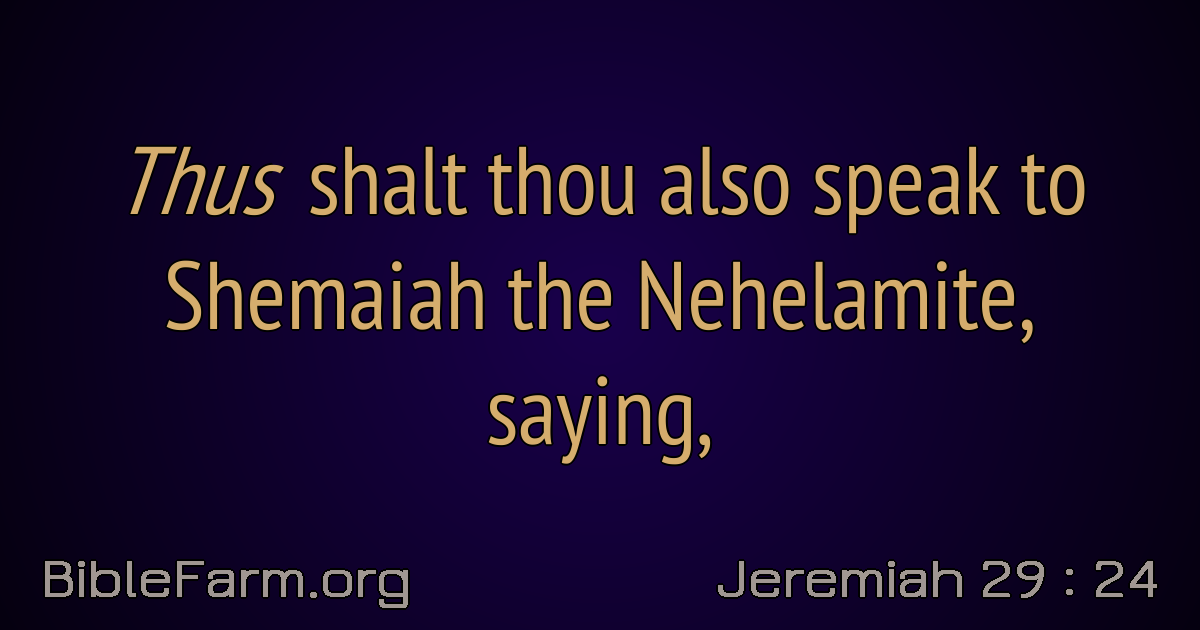 Thus shalt thou also speak to
Shemaiah the Nehelamite,
saying,
BibleFarm.org
Jeremiah 29 : 24